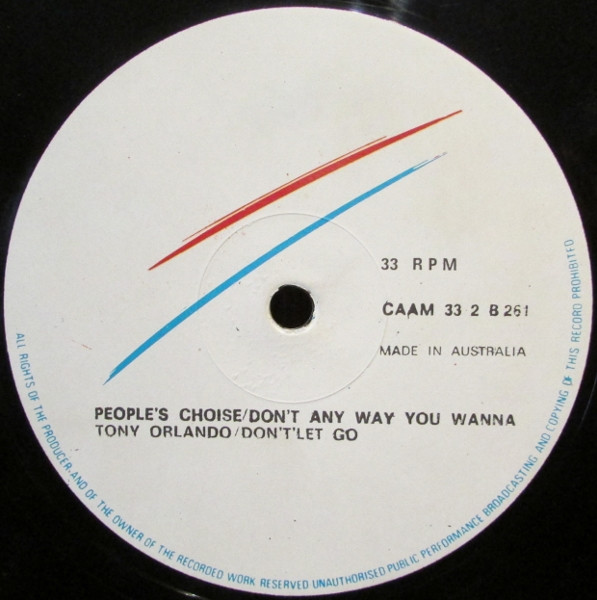 33 RPM
CAAM 33 2 B 261
MADE IN AUSTRALIA
PEOPLE'S CHOISE/DON'T ANY WAY YOU WANNA
TONY ORLANDO/DON'T'LET GO
ALL RIGHTS OF THE PRODUCER.AND OF THE OWNER OF THE RECORDED WORK RESERVED UNAUTHORISED PUBLIC PERFORMANCE BROADCASTING AND COPYING OF THIS RECORD PROHIBITED